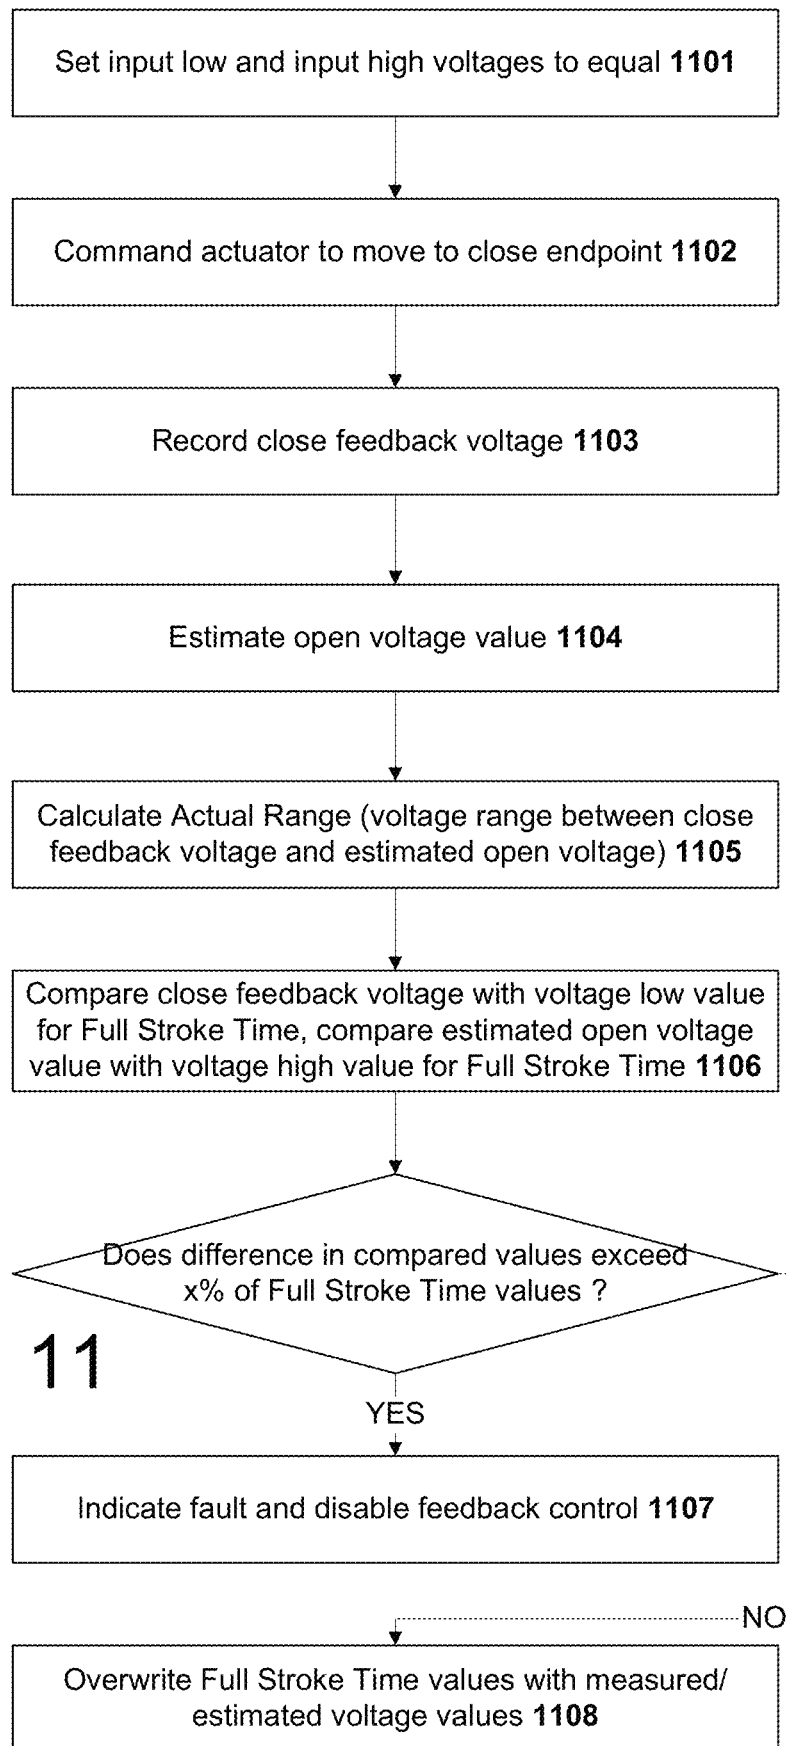 Set input low and input high voltages to equal 1101
Command actuator to move to close endpoint 1102
Record close feedback voltage 1103
Estimate open voltage value 1104
Calculate Actual Range (voltage range between close
feedback voltage and estimated open voltage) 1105
Compare close feedback voltage with voltage low value
for Full Stroke Time, compare estimated open voltage
value with voltage high value for Full Stroke Time 1106
Does difference in compared values exceed
x% of Full Stroke Time values ?
11
YES
Indicate fault and disable feedback control 1107
NO
Overwrite Full Stroke Time values with measured/
estimated voltage values 1108